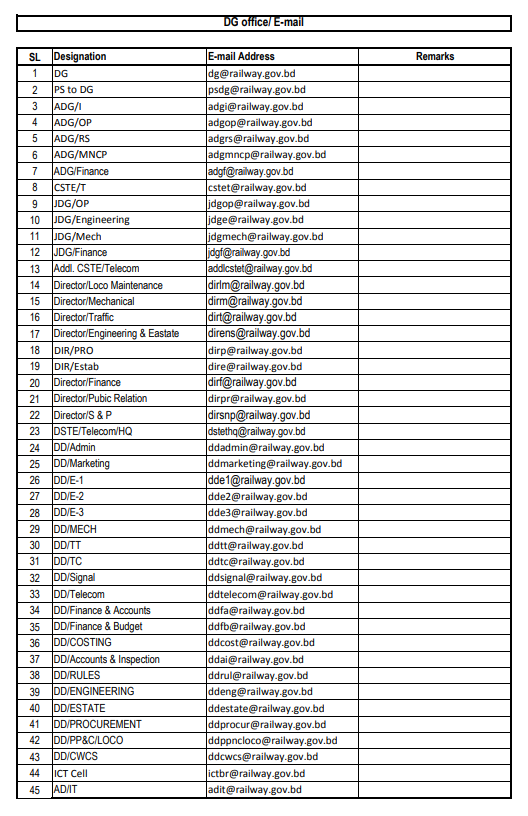 DG office/ E-mail
SL Designation E-mail Address Remarks
1 DG dg@railway.gov.bd
2 PS to DG psdg@railway.gov.bd
3 ADG/I adgi@railway.gov.bd
4 ADG/OP adgop@railway.gov.bd
5 ADG/RS adgrs@railway.gov.bd
6 ADG/MNCP adgmncp@railway.gov.bd
7 ADG/Finance adgf@railway.gov.bd
8 CSTE/T cstet@railway.gov.bd
9 JDG/OP jdgop@railway.gov.bd
10 JDG/Engineering jdge@railway.gov.bd
11 JDG/Mech jdgmech@railway.gov.bd
12 JDG/Finance jdgf@railway.gov.bd
13 Addl. CSTE/Telecom addlcstet@railway.gov.bd
14 Director/Loco Maintenance dirlm@railway.gov.bd
15 Director/Mechanical dirm@railway.gov.bd
16 Director/Traffic dirt@railway.gov.bd
17 Director/Engineering & Eastate direns@railway.gov.bd
18 DIR/PRO dirp@railway.gov.bd
19 DIR/Estab dire@railway.gov.bd
20 Director/Finance dirf@railway.gov.bd
21 Director/Pubic Relation dirpr@railway.gov.bd
22 Director/S & P dirsnp@railway.gov.bd
23 DSTE/Telecom/HQ dstethq@railway.gov.bd
24 DD/Admin ddadmin@railway.gov.bd
25 DD/Marketing ddmarketing@railway.gov.bd
26 DD/E-1 dde1@railway.gov.bd
27 DD/E-2 dde2@railway.gov.bd
28 DD/E-3 dde3@railway.gov.bd
29 DD/MECH ddmech@railway.gov.bd
30 DD/TT ddtt@railway.gov.bd
31 DD/TC ddtc@railway.gov.bd
32 DD/Signal ddsignal@railway.gov.bd
33 DD/Telecom ddtelecom@railway.gov.bd
34 DD/Finance & Accounts ddfa@railway.gov.bd
35 DD/Finance & Budget ddfb@railway.gov.bd
36 DD/COSTING ddcost@railway.gov.bd
37 DD/Accounts & Inspection ddai@railway.gov.bd
38 DD/RULES ddrul@railway.gov.bd
39 DD/ENGINEERING ddeng@railway.gov.bd
40 DD/ESTATE ddestate@railway.gov.bd
41 DD/PROCUREMENT ddprocur@railway.gov.bd
42 DD/PP&C/LOCO ddppncloco@railway.gov.bd
43 DD/CWCS ddcwcs@railway.gov.bd
44 ICT Cell ictbr@railway.gov.bd
45 AD/IT adit@railway.gov.bd